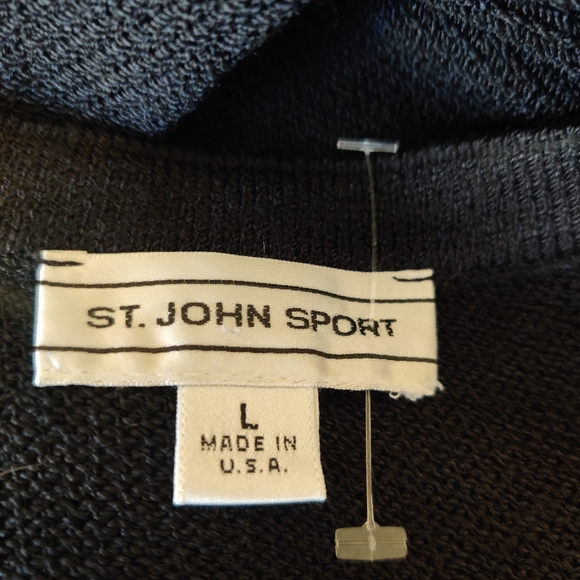 ST. JOHN SPORT
L
MADE IN
U.S.A.